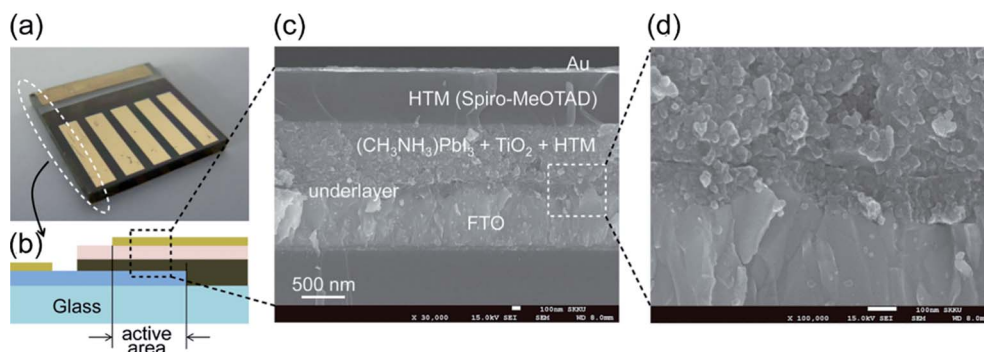 (a)
(b)
Glass
active
area
(c)
Au
HTM (Spiro-MeOTAD)
(CH₃NH₃)PbI₃ + TiO₂ + HTM
underlayer
FTO
500 nm
100nm SKKU
X 30,000 15.0kV SEI SEM WD 8.0mm
(d)
100nm SKKU
X 100,000 15.0kV SEI SEM WD 8.0mm